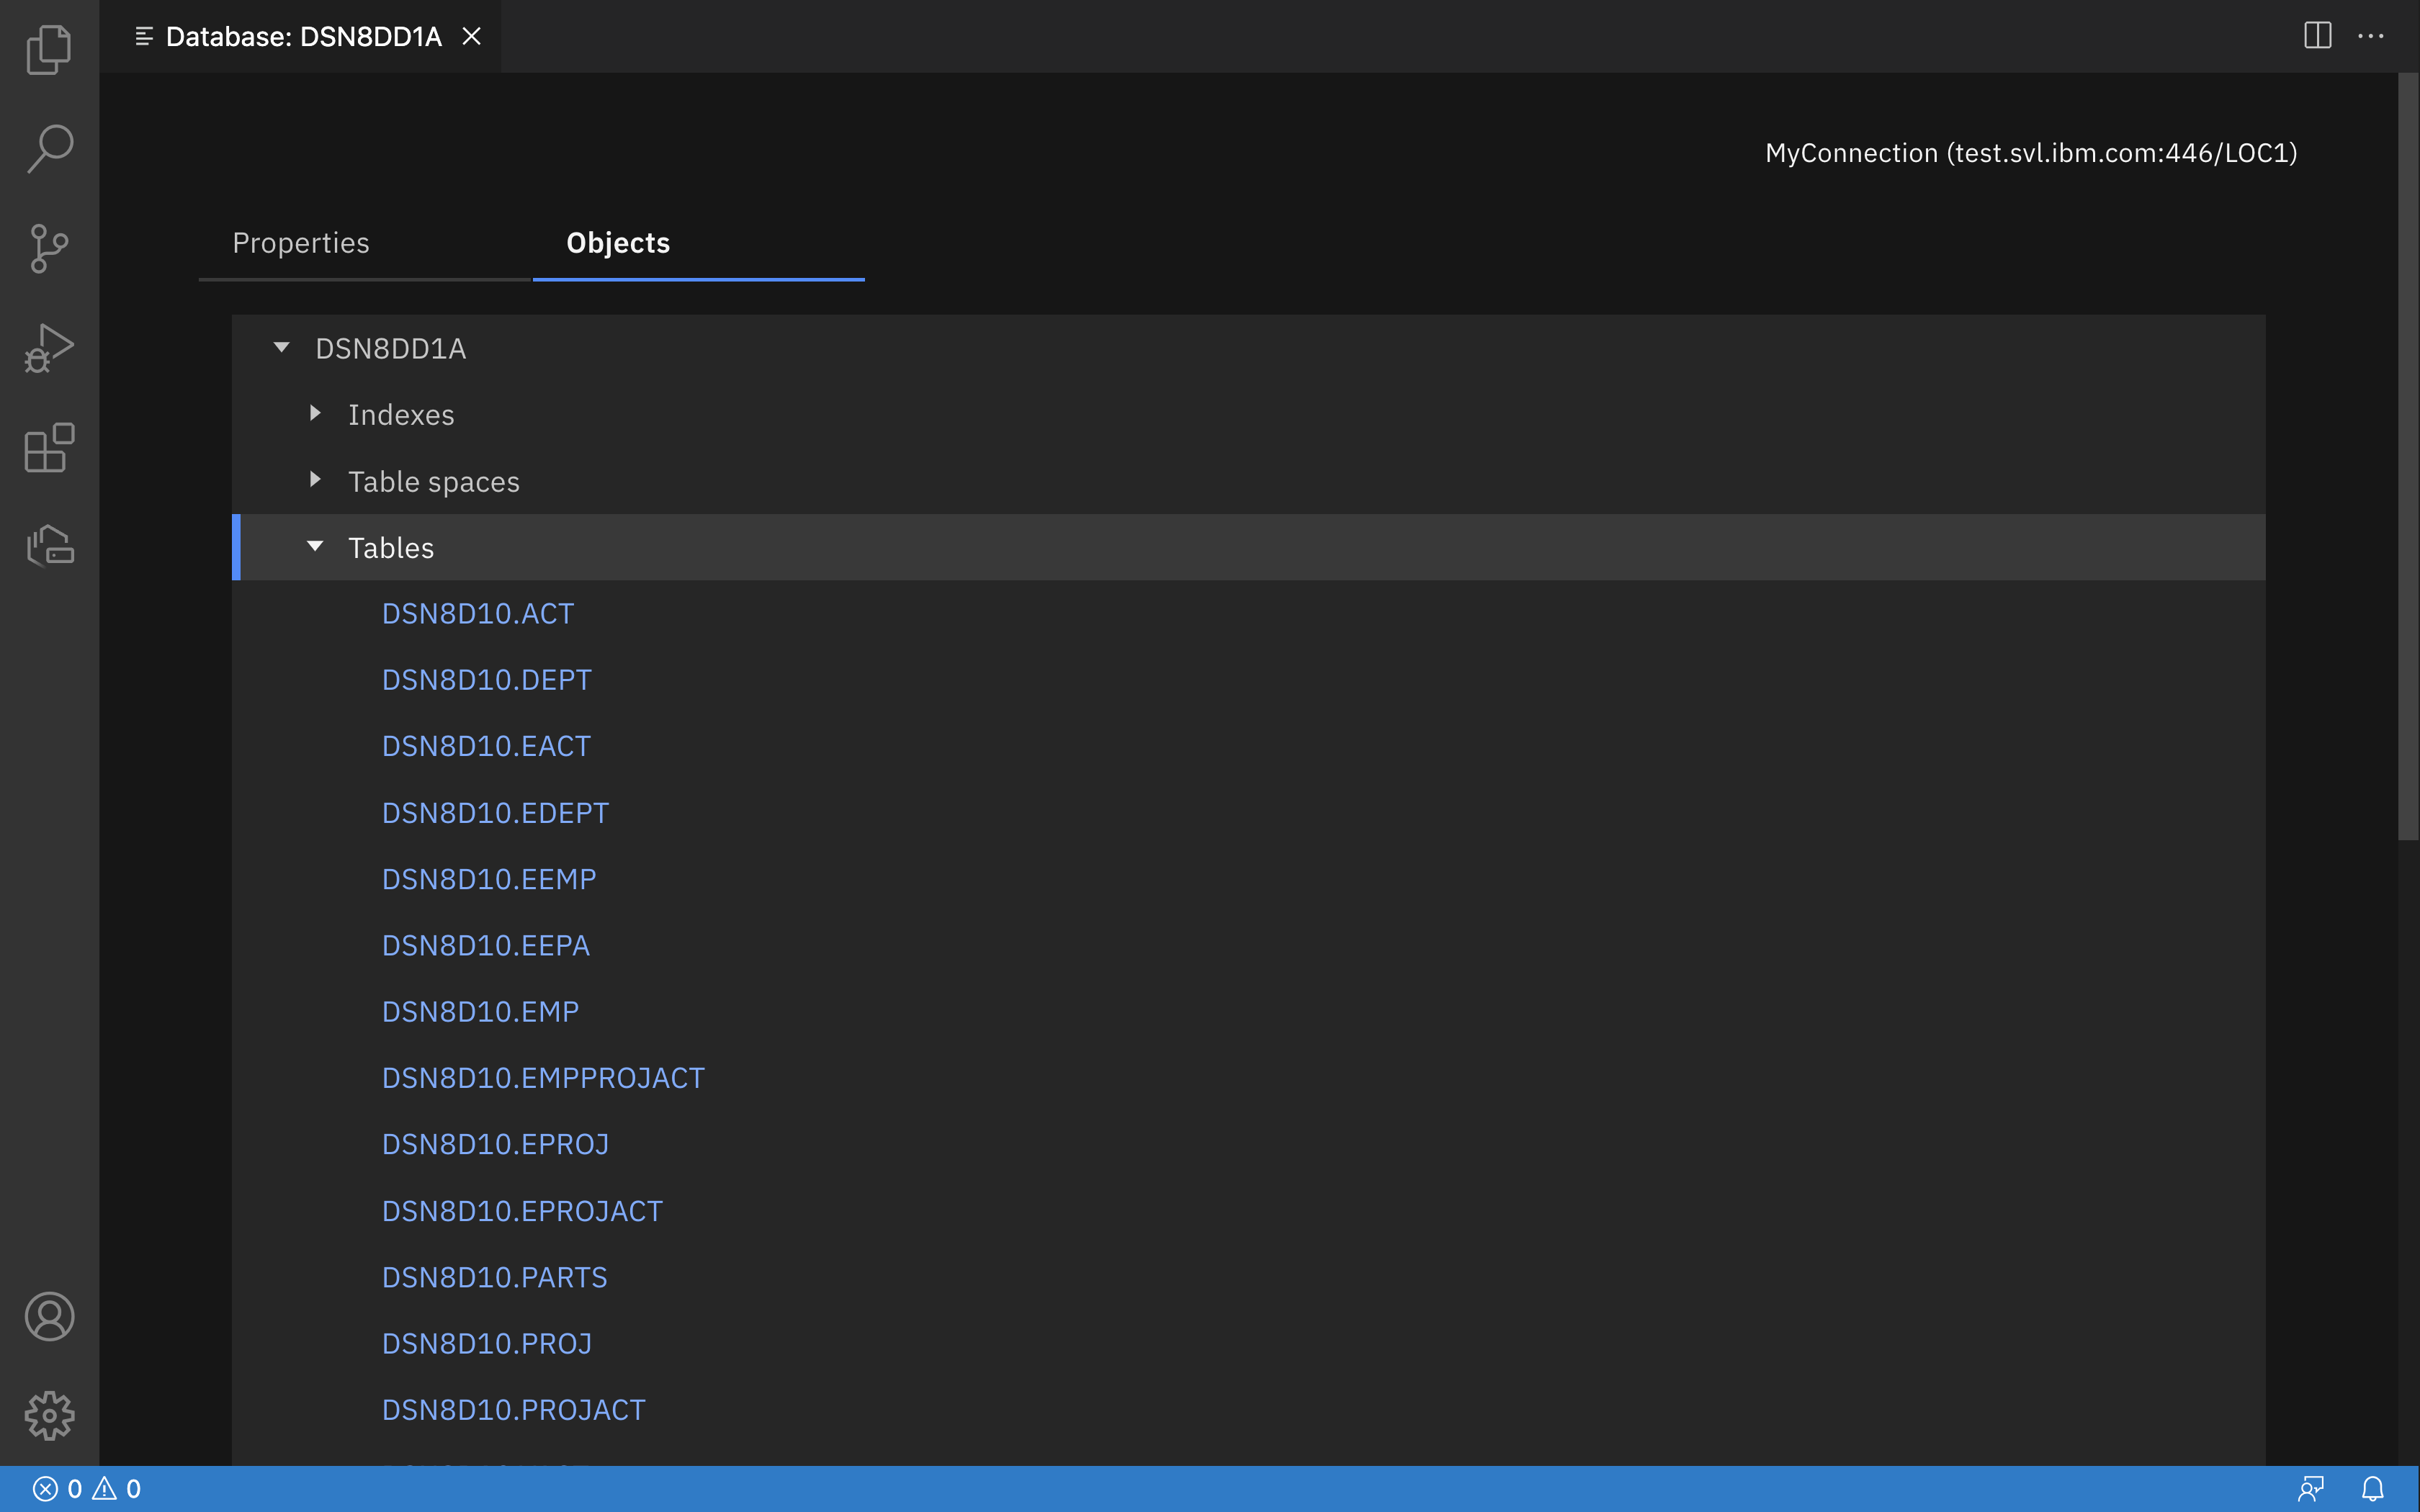 Database: DSN8DD1A
MyConnection (test.svl.ibm.com:446/LOC1)
Properties Objects
DSN8DD1A
Indexes
Table spaces
Tables
DSN8D10.ACT
DSN8D10.DEPT
DSN8D10.EACT
DSN8D10.EDEPT
DSN8D10.EEMP
DSN8D10.EEPA
DSN8D10.EMP
DSN8D10.EMPPROJACT
DSN8D10.EPROJ
DSN8D10.EPROJACT
DSN8D10.PARTS
DSN8D10.PROJ
DSN8D10.PROJACT
0 0